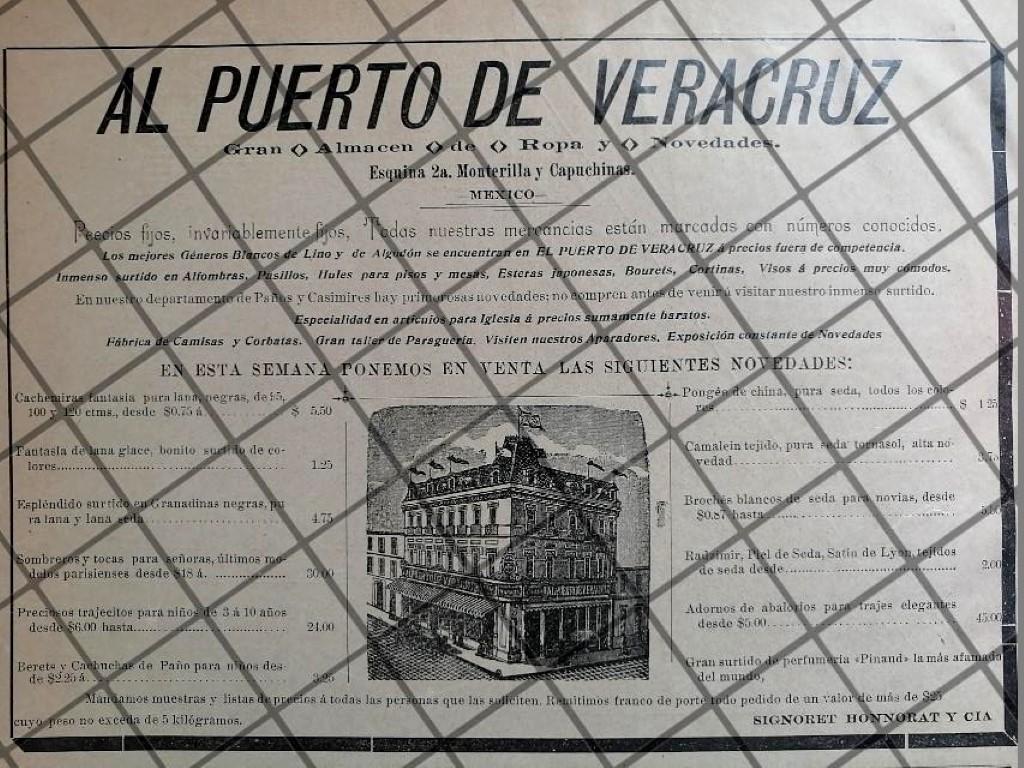 AL PUERTO DE VERACRUZ
Gran Almacen de Ropa y Novedades.
Esquina 2a. Monterilla y Capuchinas.
MEXICO
Precios fijos, invariablemente fijos, Todas nuestras mercancias están marcadas con números conocidos.
Los mejores Géneros Blancos de Lino y de Algodón se encuentran en EL PUERTO DE VERACRUZ á precios fuera de competencia.
Inmenso surtido en Alfombras, Pasillos, Hules para pisos y mesas, Esteras japonesas, Bourets, Cortinas, Visos á precios muy cómodos.
En nuestro departamento de Paños y Casimires hay primorosas novedades; no compren antes de venir á visitar nuestro inmenso surtido.
Especialidad en artículos para Iglesia á precios sumamente baratos.
Fábrica de Camisas y Corbatas. Gran taller de Paraguería. Visiten nuestros Aparadores. Exposición constante de Novedades
EN ESTA SEMANA PONEMOS EN VENTA LAS SIGUIENTES NOVEDADES:
Cachemiras fantasia pura lana, negras, de 95,
100 y 120 ctms., desde $0.75 á ......... $ 5.50
Fantasía de lana glace, bonito surtido de co-
lores.......... 1.25
Espléndido surtido en Granadinas negras, pu
ra lana y lana seda .......... 4.75
Sombreros y tocas para señoras, últimos mo-
delos parisienses desde $18 á. .......... 30.00
Preciosos trajecitos para niños de 3 á 10 años
desde $6.00 hasta.......... 24.00
Berets y Cachuchas de Paño para niños des-
de $2.25 á.......... 3.25
Pongée de china, pura seda, todos los colo-
res.......... $ 1.25
Camalein tejido, pura seda tornasol, alta no-
vedad..........
Broches blancos de seda para novias, desde
$0.87 hasta.......... 5.00
Radzimir, Piel de Seda, Satin de Lyon, tejidos
de seda desde.......... 2.00
Adornos de abalorios para trajes elegantes
desde $5.00.......... 45.00
Gran surtido de perfumeria «Pinaud» la más afamada
del mundo,
Mandamos muestras y listas de precios á todas las personas que las soliciten. Remitimos franco de porte todo pedido de un valor de más de $25
cuyo peso no exceda de 5 kilógramos.
SIGNORET HONNORAT Y CIA